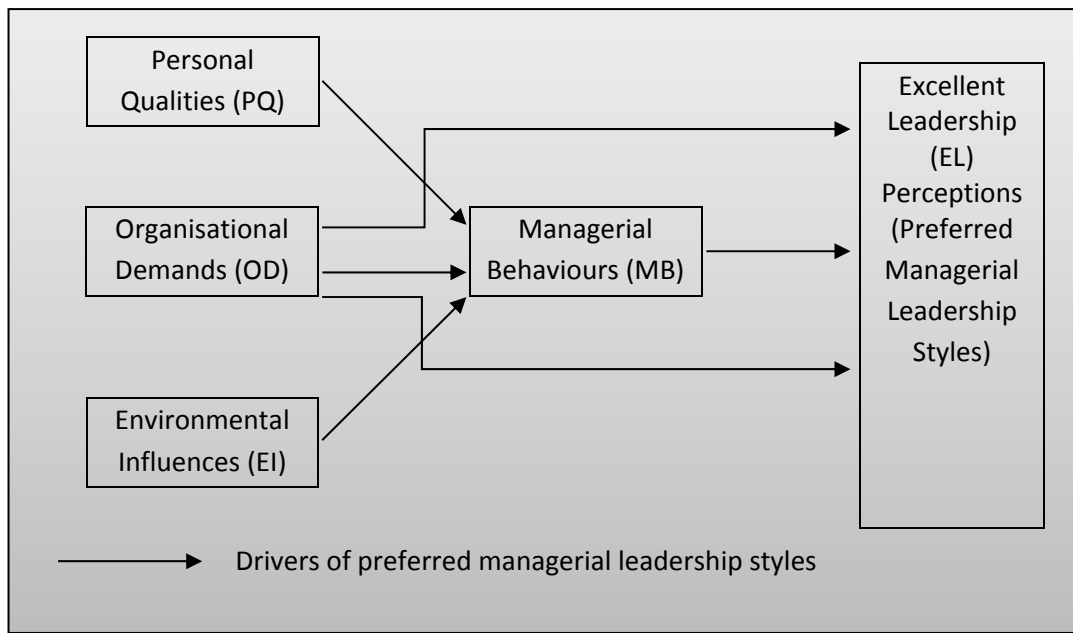 Personal
Qualities (PQ)
Organisational
Demands (OD)
Environmental
Influences (EI)
Managerial
Behaviours (MB)
Excellent
Leadership
(EL)
Perceptions
(Preferred
Managerial
Leadership
Styles)
Drivers of preferred managerial leadership styles